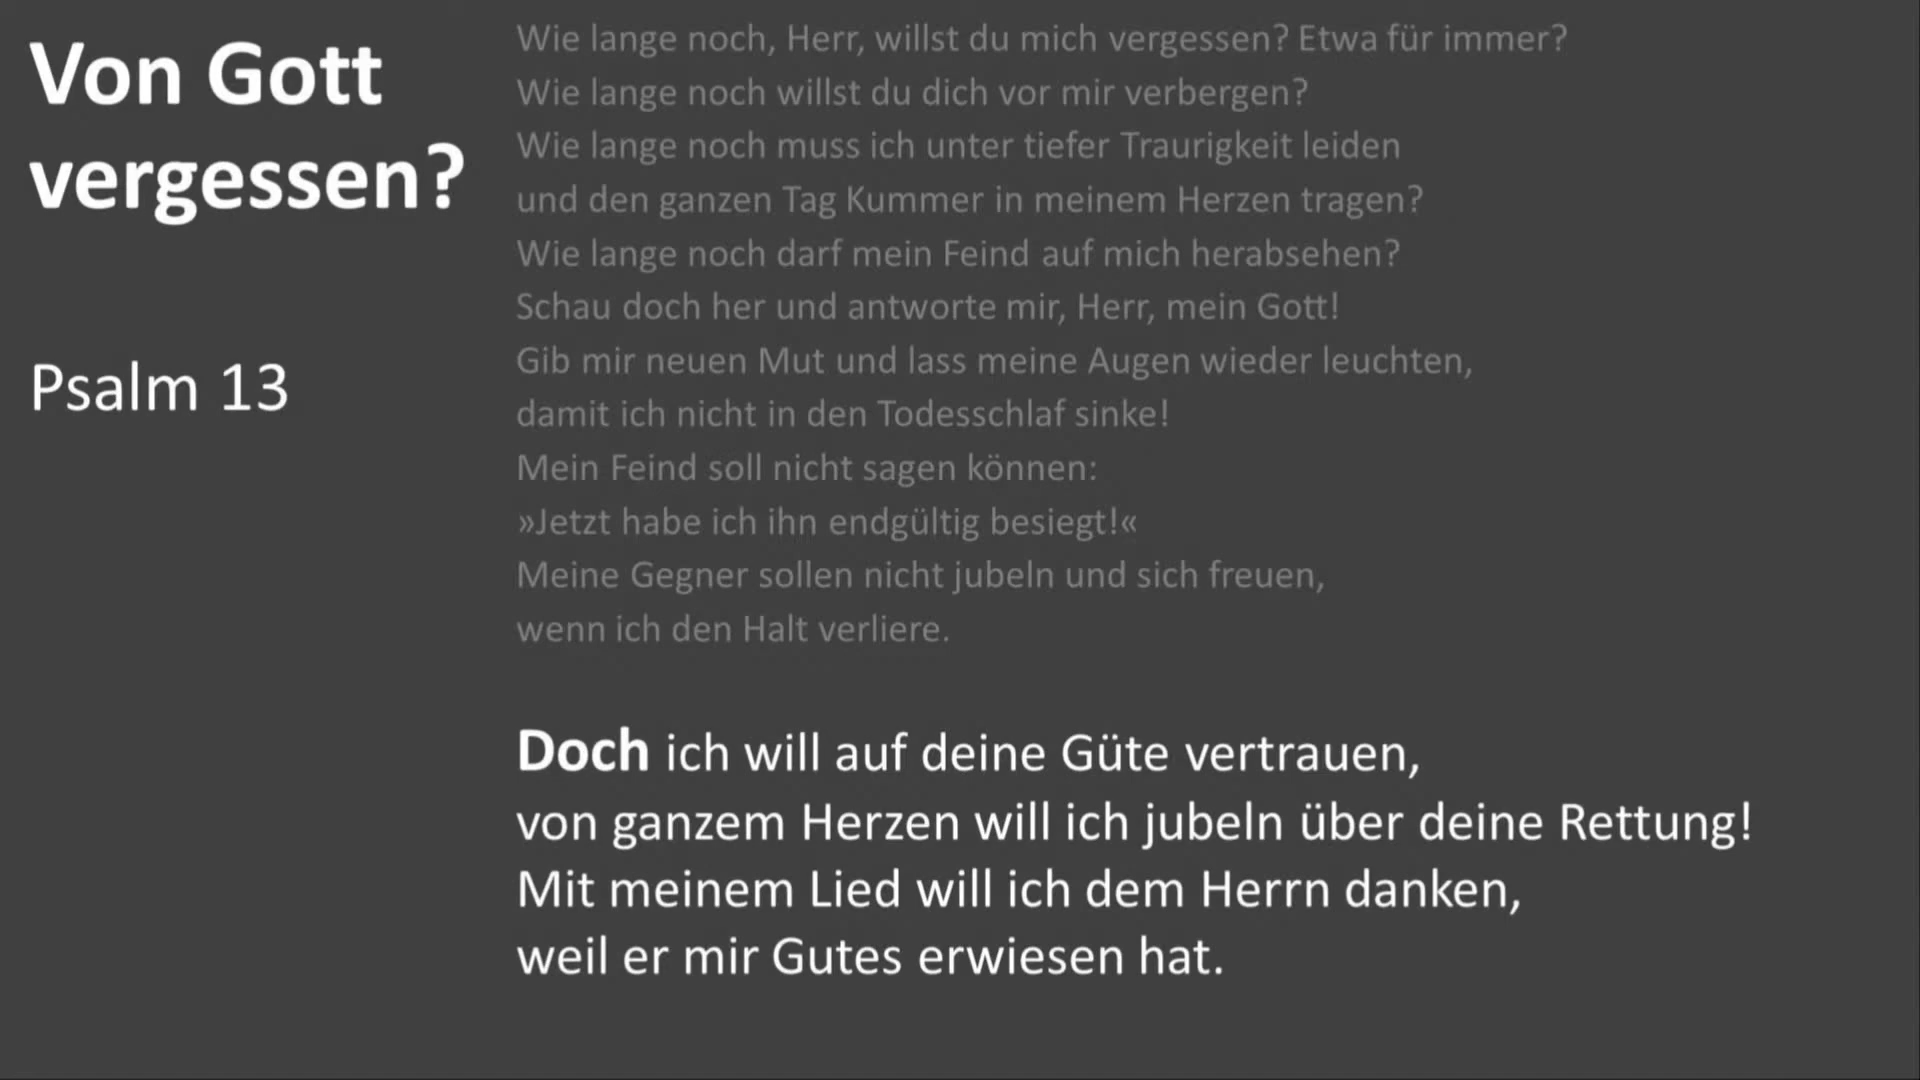 Von Gott
vergessen?
Psalm 13
Wie lange noch, Herr, willst du mich vergessen? Etwa für immer?
Wie lange noch willst du dich vor mir verbergen?
Wie lange noch muss ich unter tiefer Traurigkeit leiden
und den ganzen Tag Kummer in meinem Herzen tragen?
Wie lange noch darf mein Feind auf mich herabsehen?
Schau doch her und antworte mir, Herr, mein Gott!
Gib mir neuen Mut und lass meine Augen wieder leuchten,
damit ich nicht in den Todesschlaf sinke!
Mein Feind soll nicht sagen können:
»Jetzt habe ich ihn endgültig besiegt!«
Meine Gegner sollen nicht jubeln und sich freuen,
wenn ich den Halt verliere.
Doch ich will auf deine Güte vertrauen,
von ganzem Herzen will ich jubeln über deine Rettung!
Mit meinem Lied will ich dem Herrn danken,
weil er mir Gutes erwiesen hat.